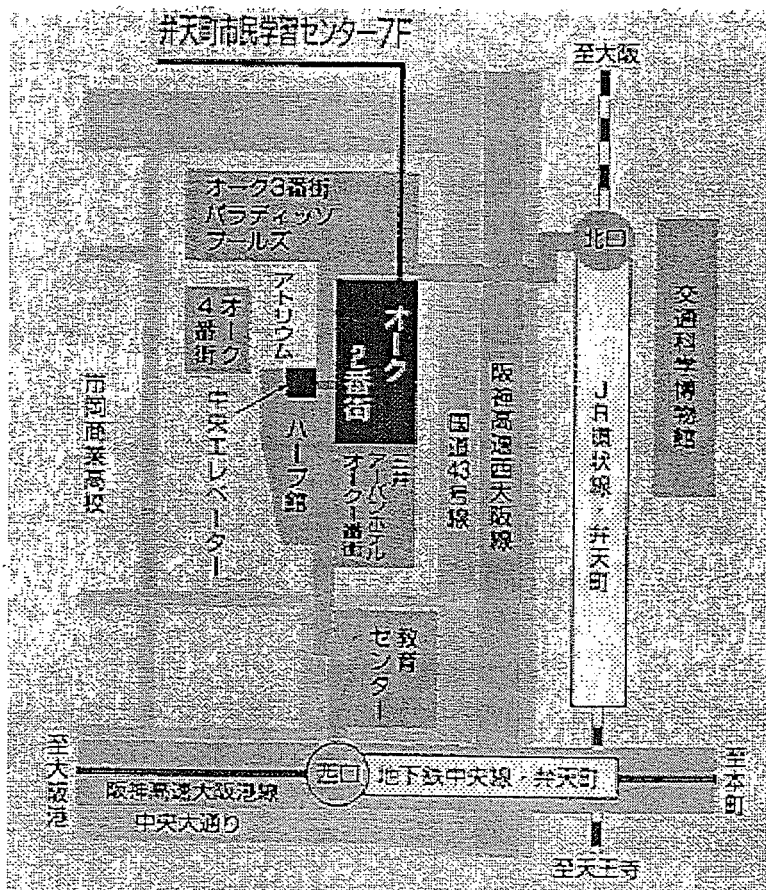 弁天町市民学習センター7F
至大阪
オーク3番街
パラディッソ
プールズ
北口
アトリウム
オーク
4番街
オーク
2番街
交通科学博物館
市岡商業高校
エレベーター
ハーブ館
三井
アーバンホテル
オーク1番街
国道43号線
阪神高速西大阪線
JR環状線・弁天町
教育
センター
至大阪港
西口
地下鉄中央線・弁天町
至本町
阪神高速大阪港線
中央大通り
至天王寺